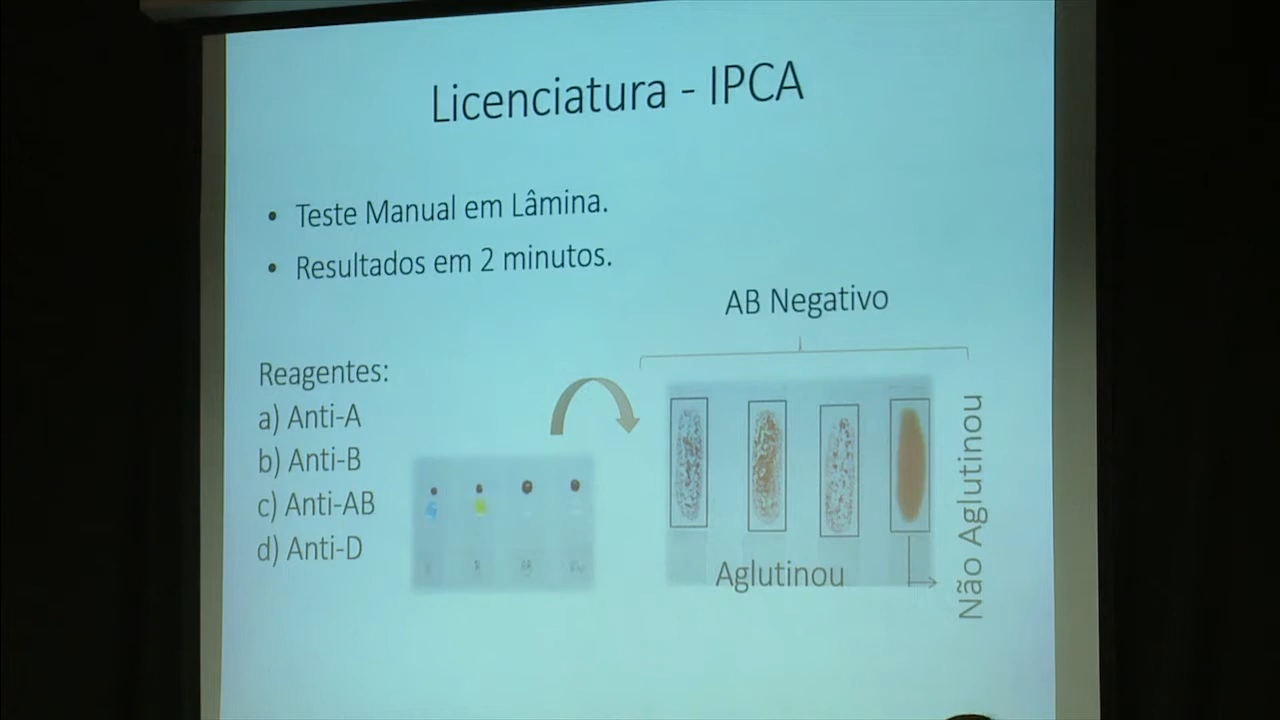 Licenciatura - IPCA
• Teste Manual em Lâmina.
• Resultados em 2 minutos.
AB Negativo
Reagentes:
a) Anti-A
b) Anti-B
c) Anti-AB
d) Anti-D
Aglutinou
Não Aglutinou